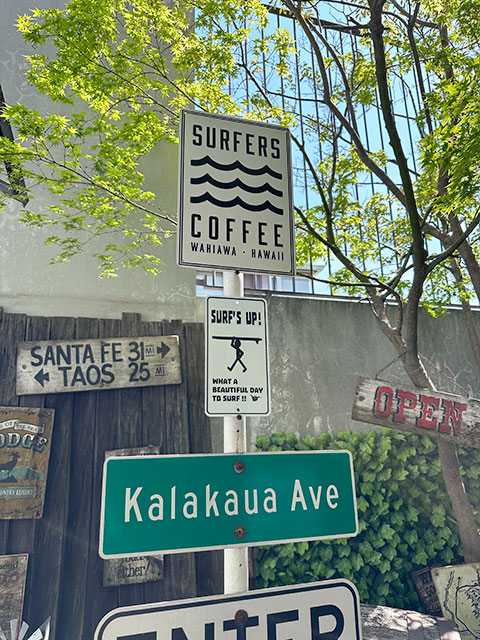 SURFERS
COFFEE
WAHIAWA · HAWAII
SURF'S UP!
WHAT A
BEAUTIFUL DAY
TO SURF!!
SANTA FE 31 MI
TAOS 25 MI
OPEN
Kalakaua Ave
ENTER